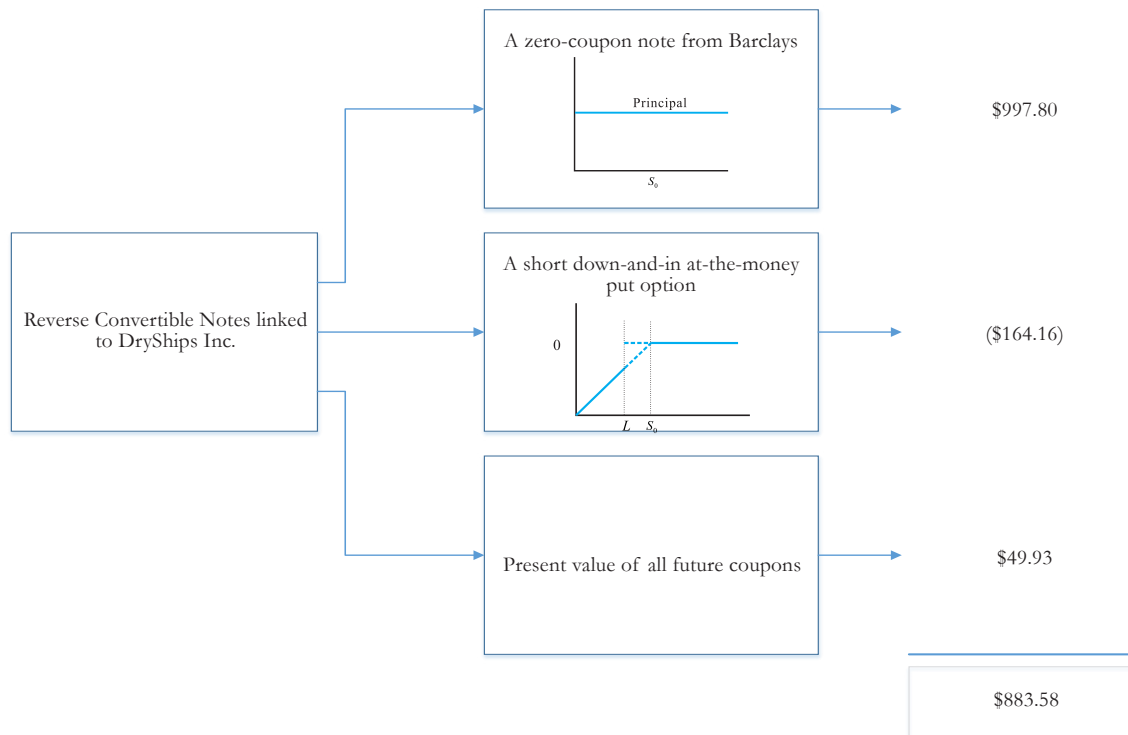 A zero-coupon note from Barclays
Principal
S₀
$997.80
Reverse Convertible Notes linked
to DryShips Inc.
A short down-and-in at-the-money
put option
0
L S₀
($164.16)
Present value of all future coupons
$49.93
$883.58